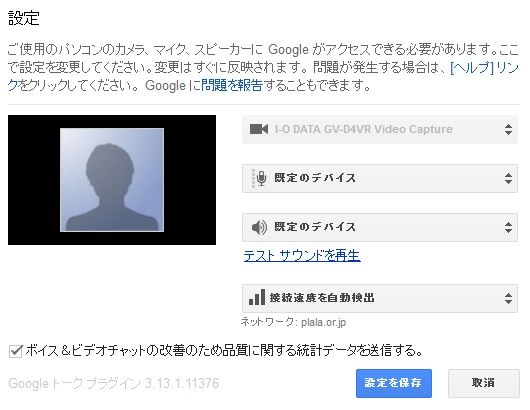 設定
ご使用のパソコンのカメラ、マイク、スピーカーに Google がアクセスできる必要があります。ここ
で設定を変更してください。変更はすぐに反映されます。 問題が発生する場合は、[ヘルプ] リン
クをクリックしてください。 Google に問題を報告することもできます。
I-O DATA GV-D4VR Video Capture
既定のデバイス
既定のデバイス
テスト サウンドを再生
接続速度を自動検出
ネットワーク: plala.or.jp
ボイス＆ビデオチャットの改善のため品質に関する統計データを送信する。
Google トーク プラグイン 3.13.1.11376
設定を保存
取消